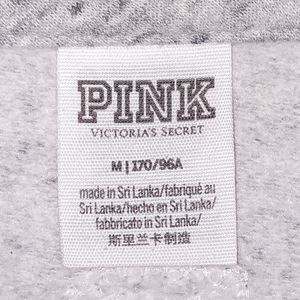 PINK
VICTORIA'S SECRET
M | 170/96A
made in Sri Lanka/fabriqué au
Sri Lanka/hecho en Sri Lanka/
fabbricato in Sri Lanka/
斯里兰卡制造